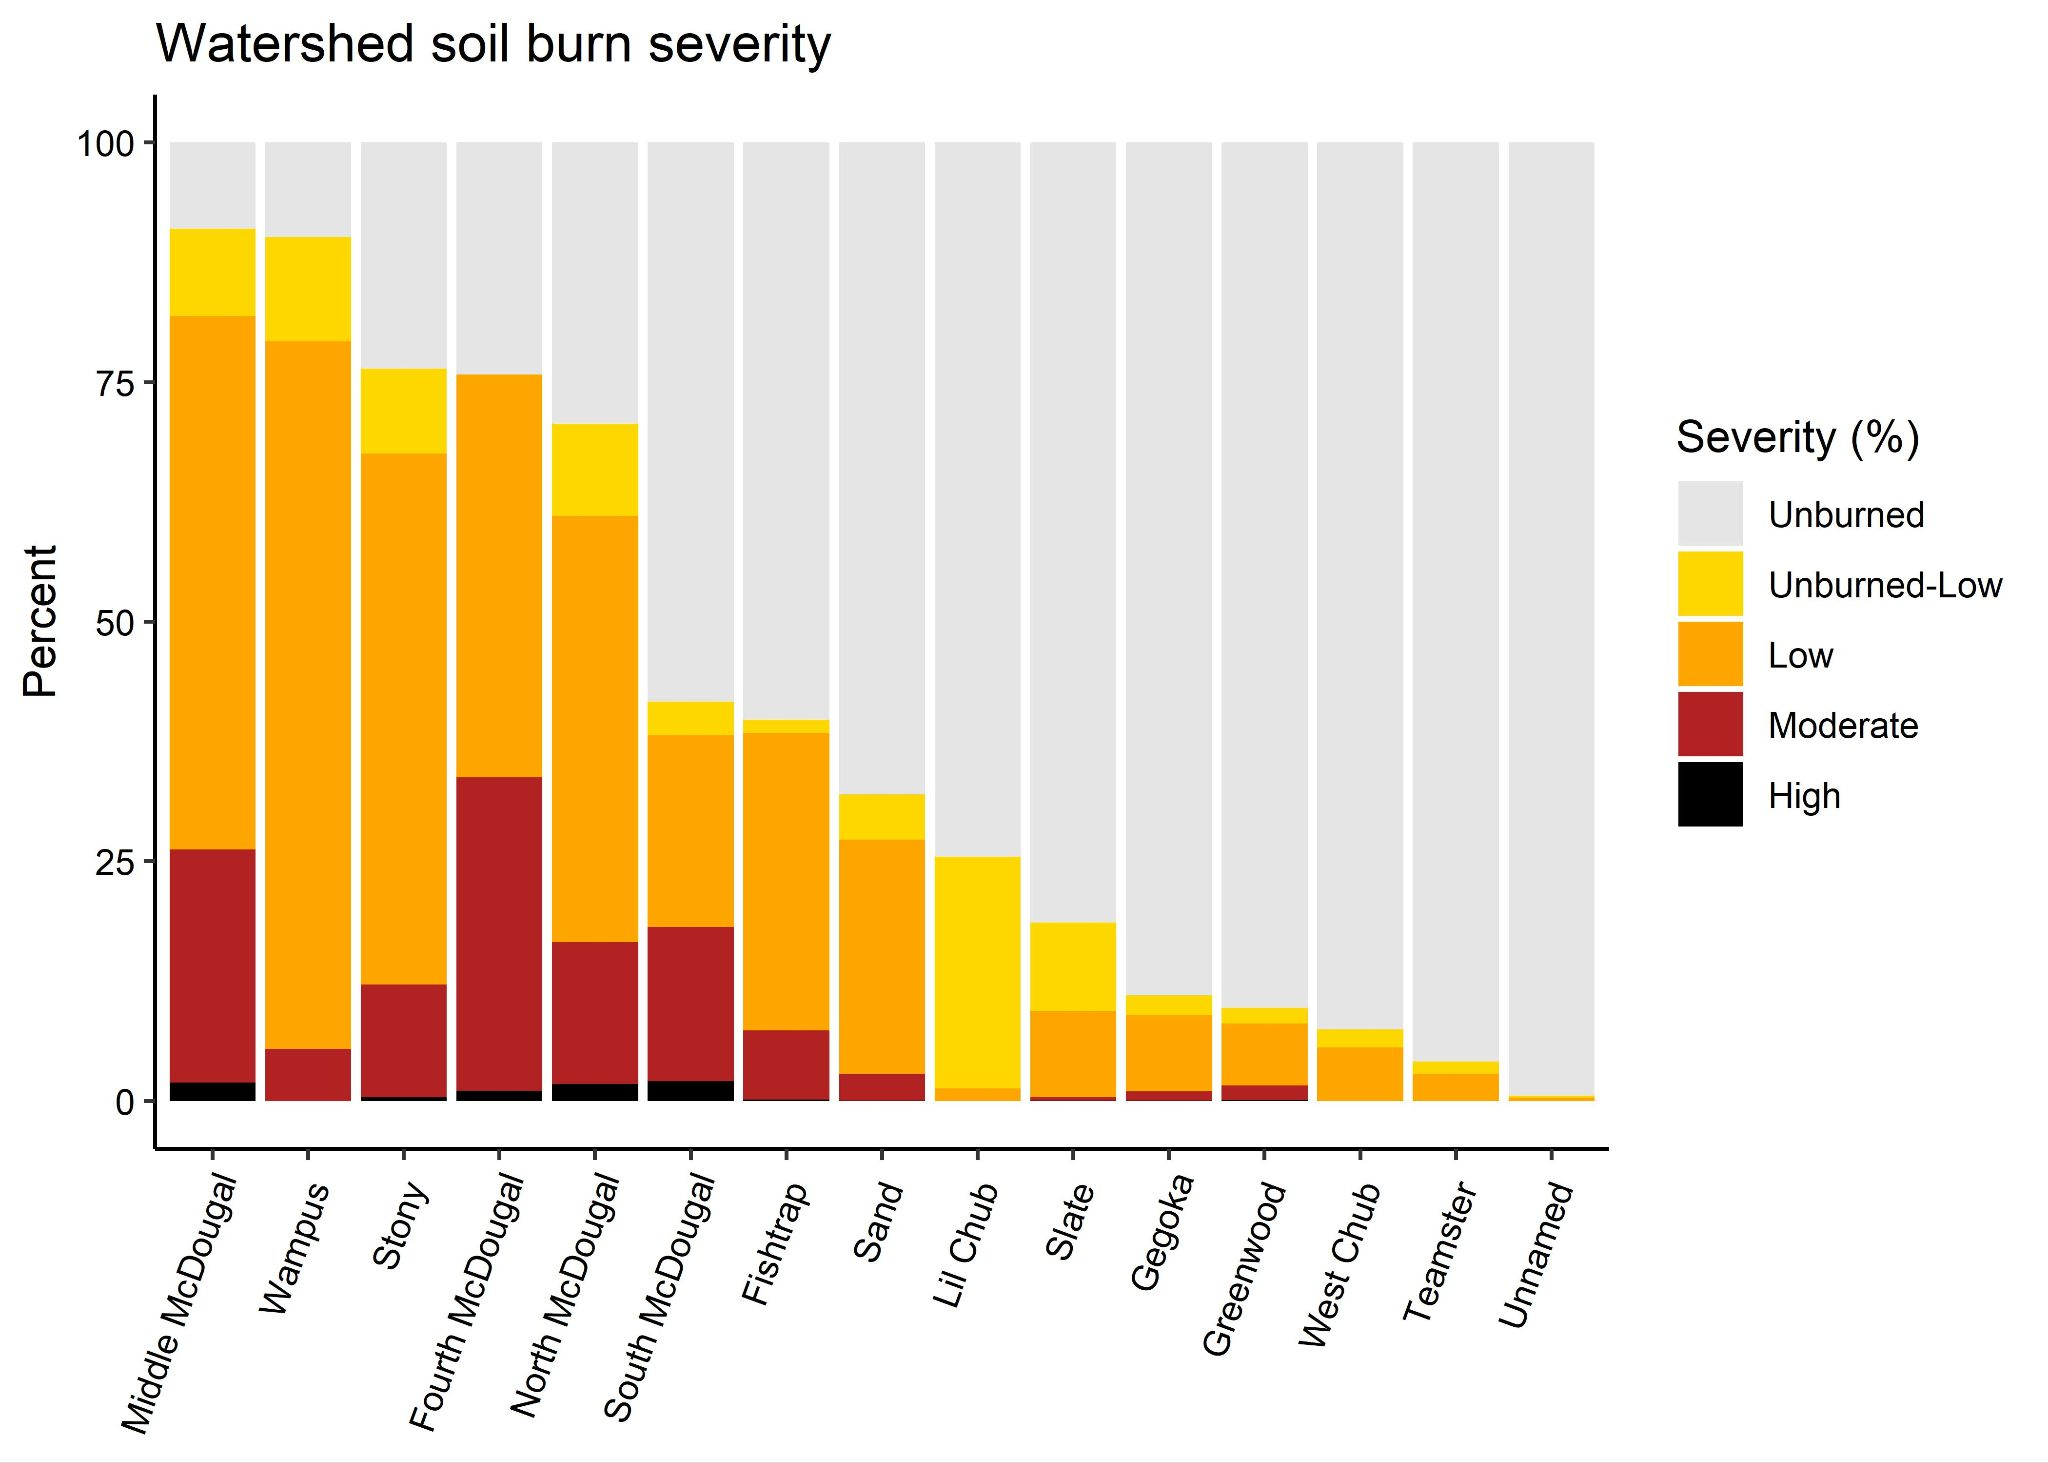 Watershed soil burn severity
Percent
100
75
50
25
0
Middle McDougal
Wampus
Stony
Fourth McDougal
North McDougal
South McDougal
Fishtrap
Sand
Lil Chub
Slate
Gegoka
Greenwood
West Chub
Teamster
Unnamed
Severity (%)
Unburned
Unburned-Low
Low
Moderate
High